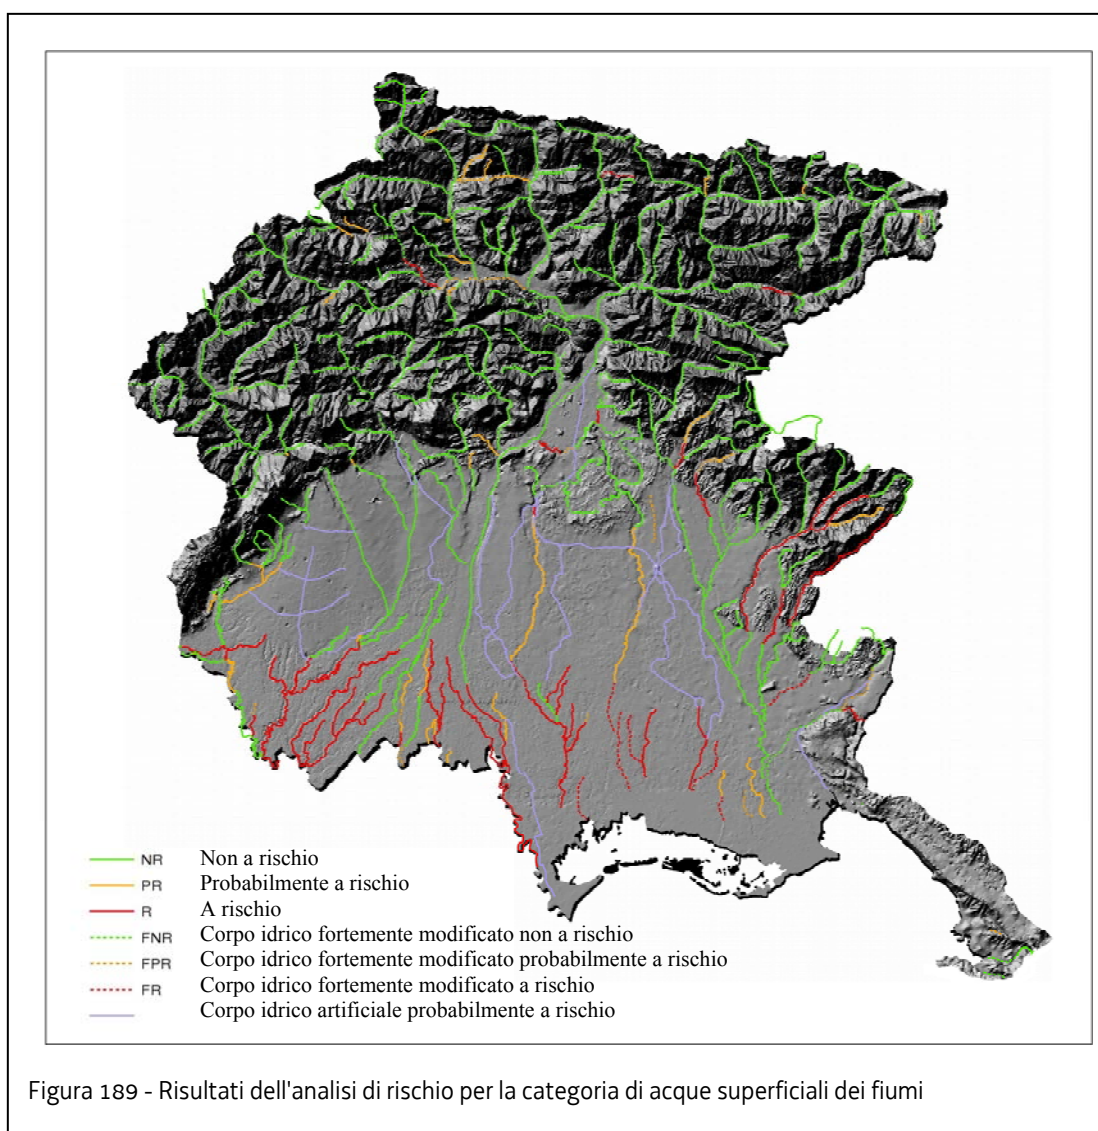 NR Non a rischio
PR Probabilmente a rischio
R A rischio
FNR Corpo idrico fortemente modificato non a rischio
FPR Corpo idrico fortemente modificato probabilmente a rischio
FR Corpo idrico fortemente modificato a rischio
Corpo idrico artificiale probabilmente a rischio
Figura 189 - Risultati dell'analisi di rischio per la categoria di acque superficiali dei fiumi